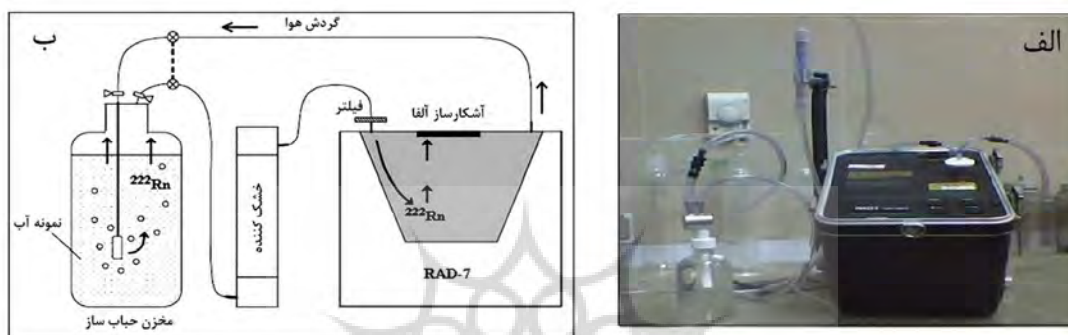 الف
ب
گردش هوا
آشکارساز آلفا
فیلتر
²²²Rn
²²²Rn
نمونه آب
خشک کننده
RAD-7
مخزن حباب ساز